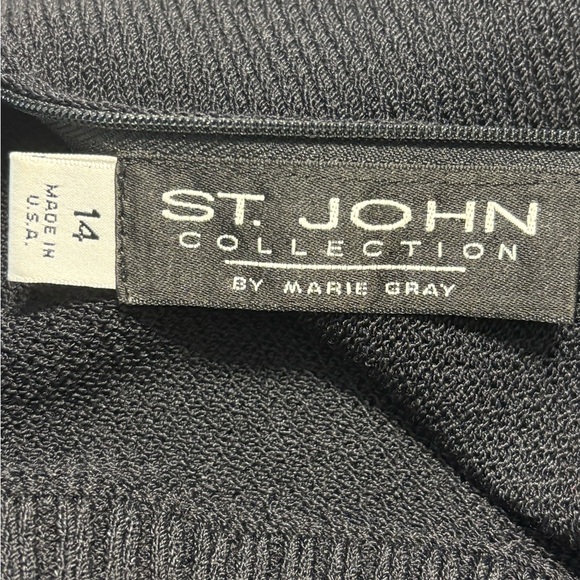 14
MADE IN
U.S.A.
ST. JOHN
COLLECTION
BY MARIE GRAY